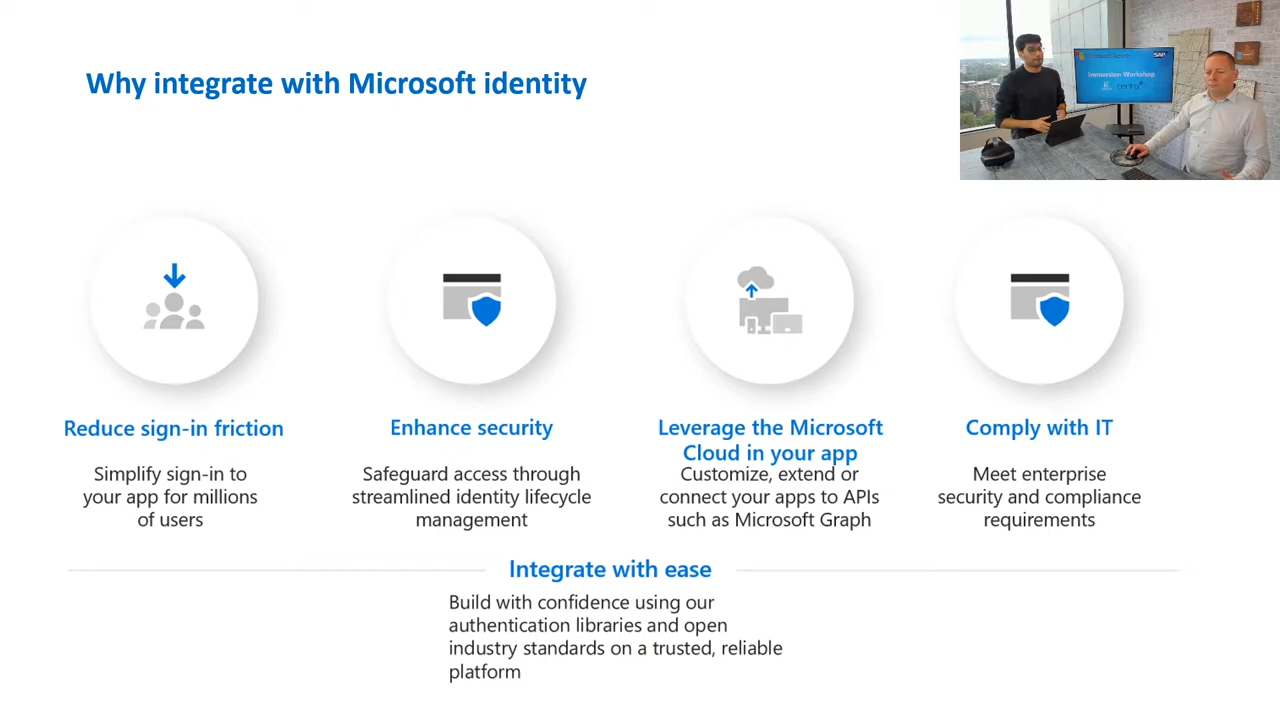 Why integrate with Microsoft identity
SAP
Immersion Workshop
Reduce sign-in friction
Simplify sign-in to
your app for millions
of users
Enhance security
Safeguard access through
streamlined identity lifecycle
management
Leverage the Microsoft
Cloud in your app
Customize, extend or
connect your apps to APIs
such as Microsoft Graph
Comply with IT
Meet enterprise
security and compliance
requirements
Integrate with ease
Build with confidence using our
authentication libraries and open
industry standards on a trusted, reliable
platform